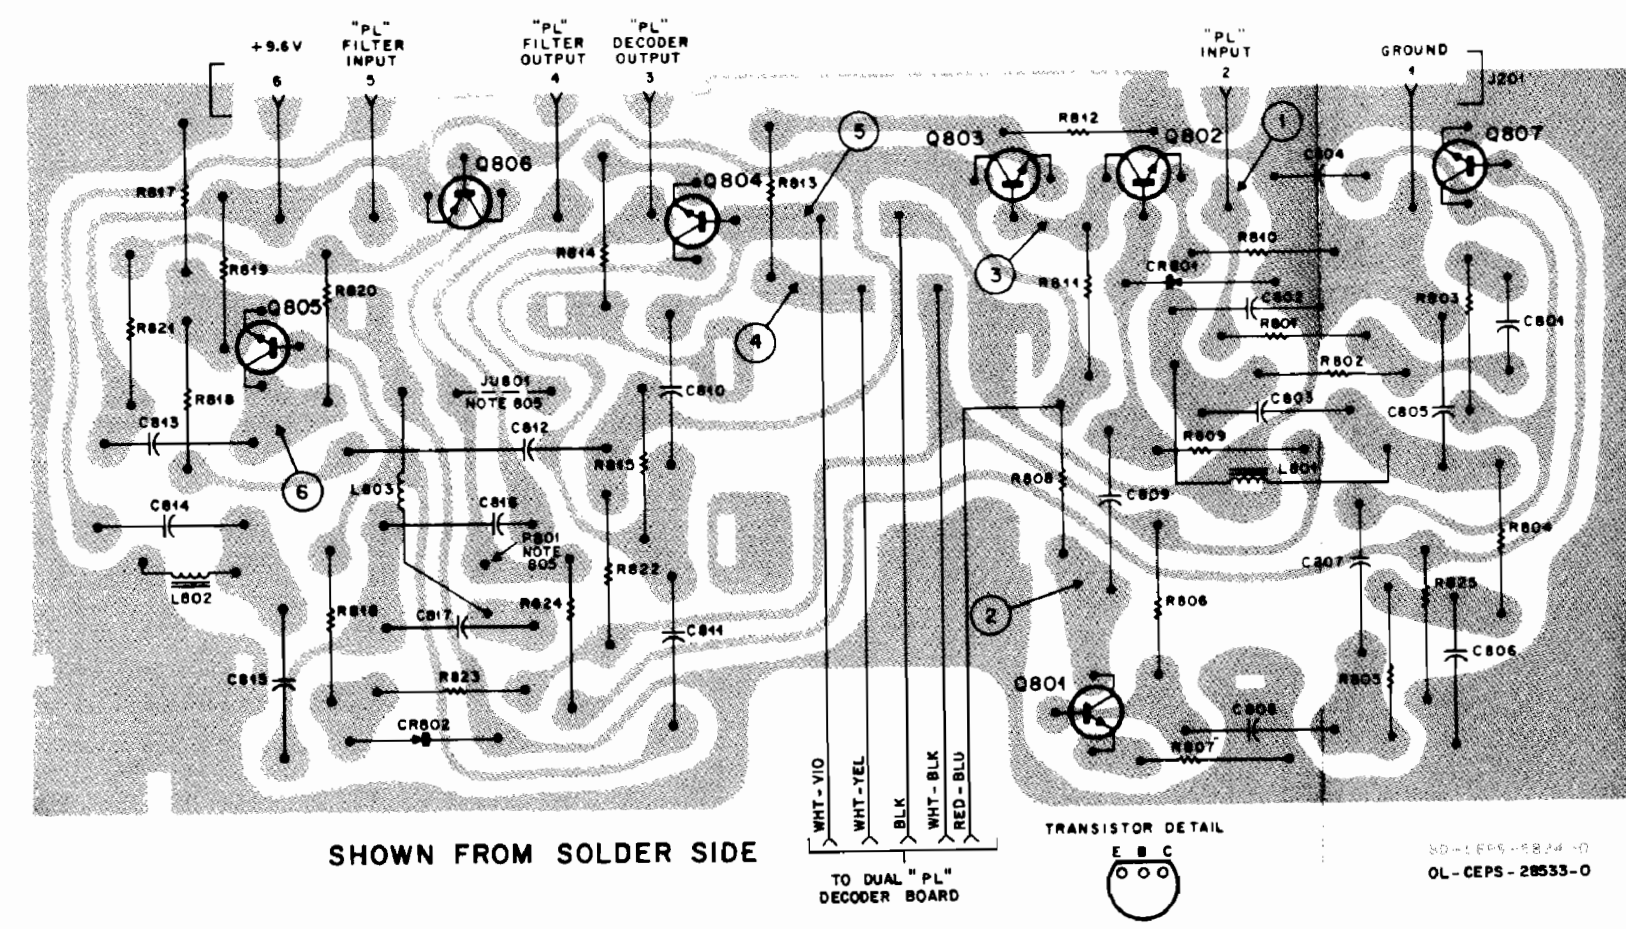 +9.6V
6
"PL"
FILTER
INPUT
5
"PL"
FILTER
OUTPUT
4
"PL"
DECODER
OUTPUT
3
"PL"
INPUT
2
GROUND
1
J201
R812
Q803
Q802
Q807
5
1
C804
Q806
Q804
R813
R817
R814
R810
3
CR801
R811
C802
R803
C801
R819
R820
Q805
R821
4
R801
R802
JU801
NOTE 805
C810
R818
C803
C805
C813
C812
R809
R815
L801
L803
6
R808
C809
C814
C816
R804
P801
NOTE
805
C807
R822
R825
L802
R824
R806
R816
C817
2
C811
C806
C815
R823
Q801
R805
CR802
C808
R807
WHT-VIO
WHT-YEL
BLK
WHT-BLK
RED-BLU
SHOWN FROM SOLDER SIDE
TO DUAL "PL"
DECODER BOARD
TRANSISTOR DETAIL
E B C
OL-CEPS-28533-O